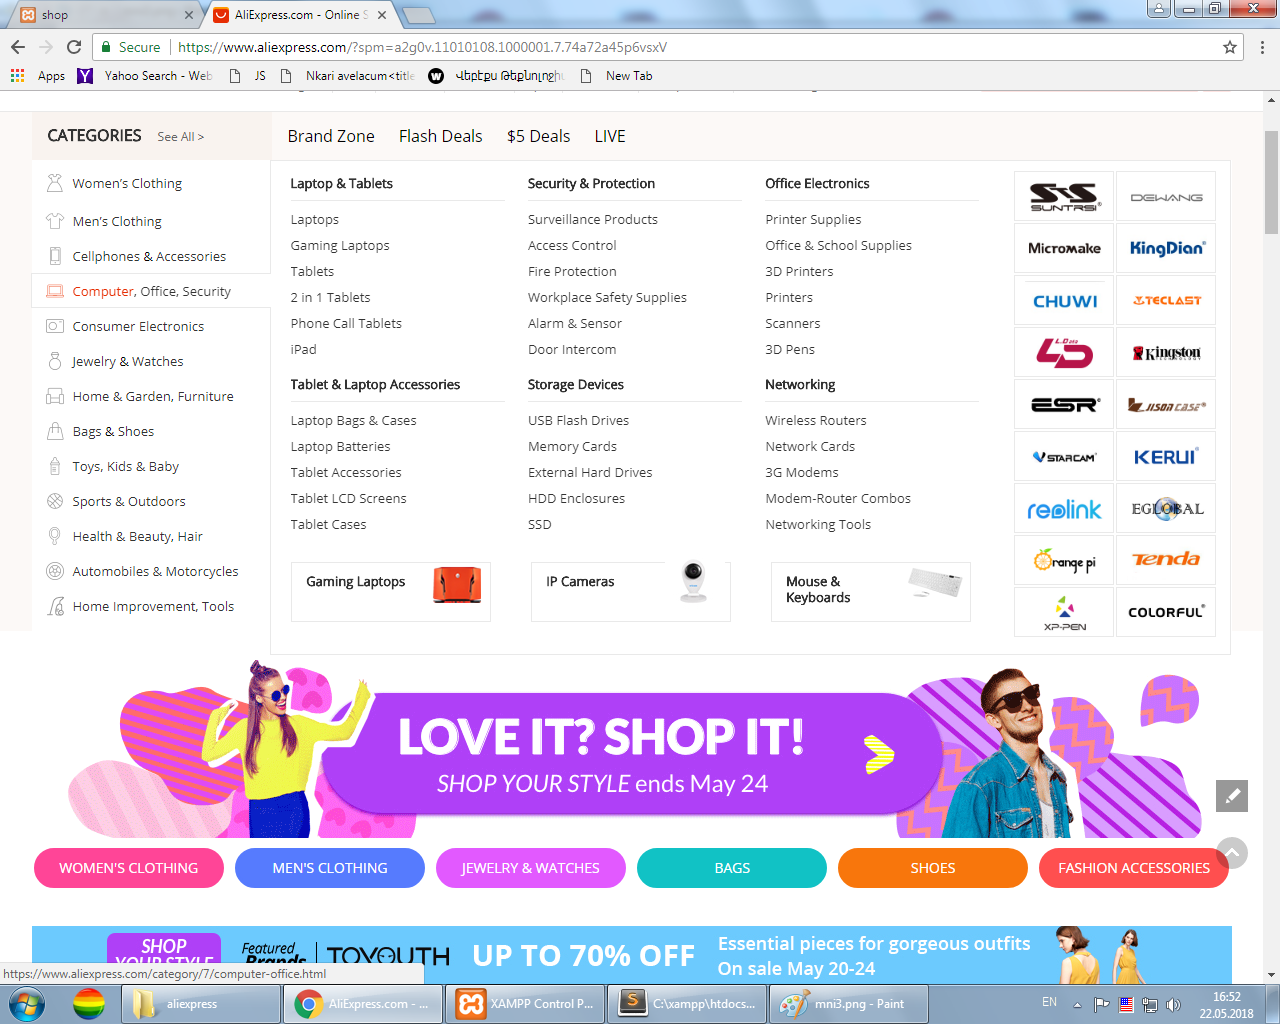 shop
AliExpress.com - Online S
Secure
https://www.aliexpress.com/?spm=a2g0v.11010108.1000001.7.74a72a45p6vsxV
Apps
Yahoo Search - Web
JS
Nkari avelacum<title
Վերէքս Թեքնոլոջիս
New Tab
CATEGORIES See All >
Brand Zone Flash Deals $5 Deals LIVE
Women's Clothing
Men's Clothing
Cellphones & Accessories
Computer, Office, Security
Consumer Electronics
Jewelry & Watches
Home & Garden, Furniture
Bags & Shoes
Toys, Kids & Baby
Sports & Outdoors
Health & Beauty, Hair
Automobiles & Motorcycles
Home Improvement, Tools
Laptop & Tablets
Laptops
Gaming Laptops
Tablets
2 in 1 Tablets
Phone Call Tablets
iPad
Security & Protection
Surveillance Products
Access Control
Fire Protection
Workplace Safety Supplies
Alarm & Sensor
Door Intercom
Office Electronics
Printer Supplies
Office & School Supplies
3D Printers
Printers
Scanners
3D Pens
Tablet & Laptop Accessories
Laptop Bags & Cases
Laptop Batteries
Tablet Accessories
Tablet LCD Screens
Tablet Cases
Storage Devices
USB Flash Drives
Memory Cards
External Hard Drives
HDD Enclosures
SSD
Networking
Wireless Routers
Network Cards
3G Modems
Modem-Router Combos
Networking Tools
Gaming Laptops
IP Cameras
Mouse &
Keyboards
STS
SUNTRSI
DEWANG
MICROMAKE
KingDian
CHUWI
TECLAST
Kingston
TECHNOLOGY
ESR
JISONCASE
VSTARCAM
KERUI
reolink
EGLOBAL
Orange pi
Tenda
XP-PEN
COLORFUL
LOVE IT? SHOP IT!
SHOP YOUR STYLE ends May 24
WOMEN'S CLOTHING
MEN'S CLOTHING
JEWELRY & WATCHES
BAGS
SHOES
FASHION ACCESSORIES
SHOP
YOUR STYLE
Featured
Brands
TOYOUTH
UP TO 70% OFF
Essential pieces for gorgeous outfits
On sale May 20-24
https://www.aliexpress.com/category/7/computer-office.html
aliexpress
AliExpress.com - ...
XAMPP Control P...
C:\xampp\htdocs...
mni3.png - Paint
EN
16:52
22.05.2018